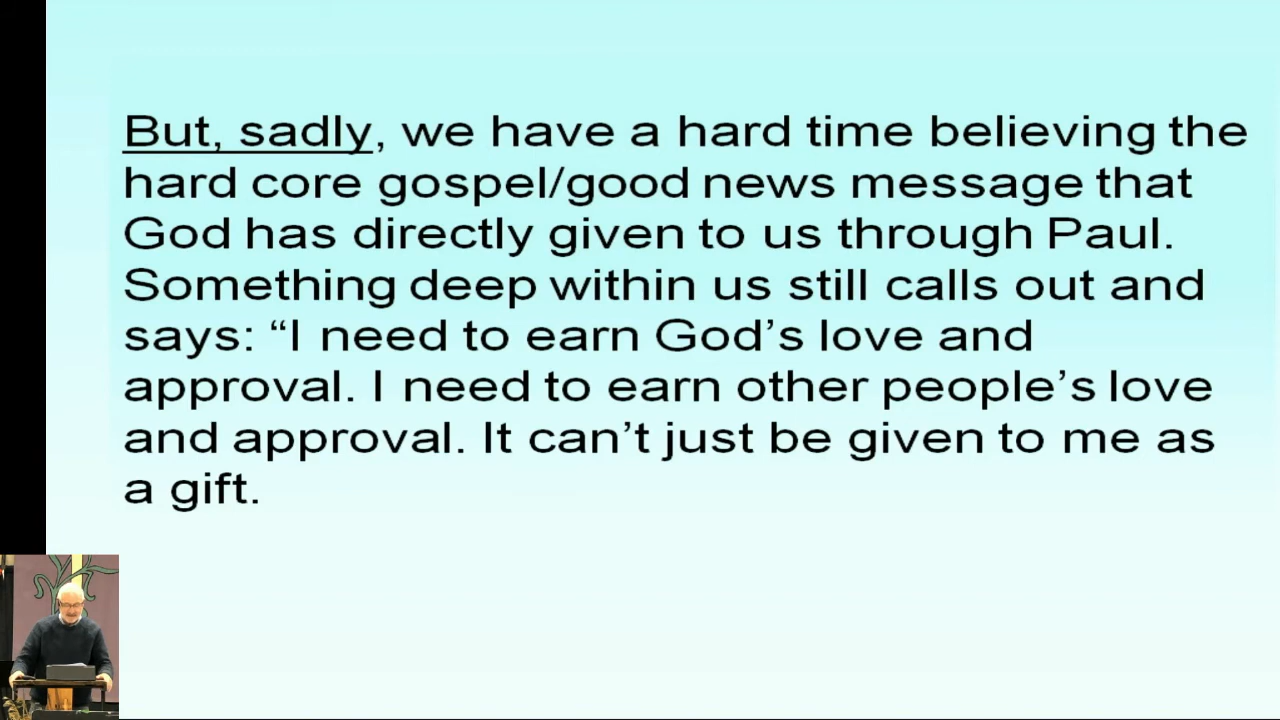 But, sadly, we have a hard time believing the
hard core gospel/good news message that
God has directly given to us through Paul.
Something deep within us still calls out and
says: “I need to earn God’s love and
approval. I need to earn other people’s love
and approval. It can’t just be given to me as
a gift.